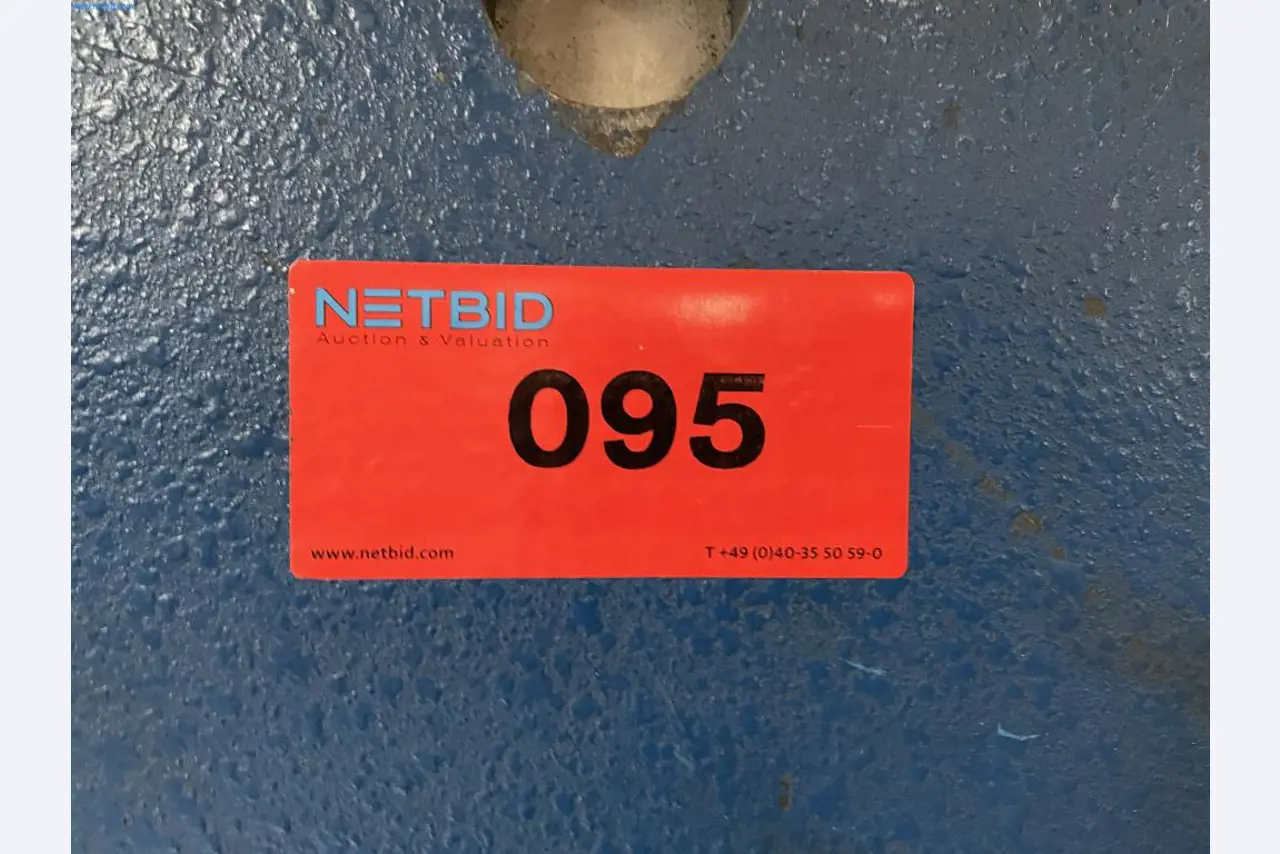 NETBID
Auction & Valuation
095
www.netbid.com
T +49 (0)40-35 50 59-0